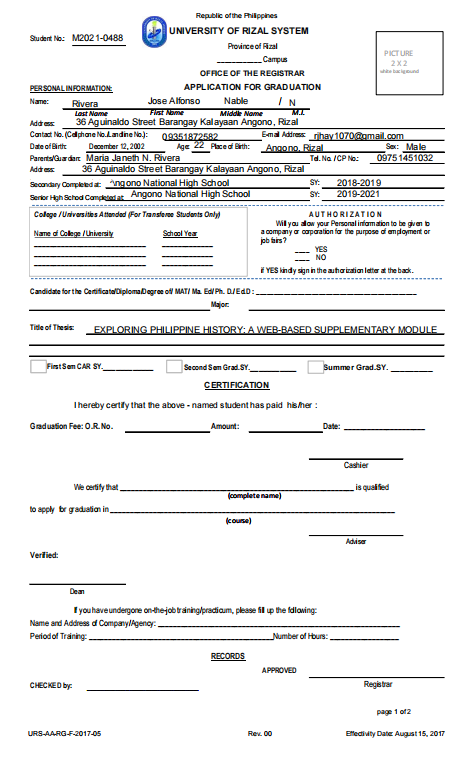 Republic of the Philippines
Student No.: M2021-0488
UNIVERSITY OF RIZAL SYSTEM
Province of Rizal
____________ Campus
PICTURE
2 X 2
white background
OFFICE OF THE REGISTRAR
PERSONAL INFORMATION: APPLICATION FOR GRADUATION
Name: Rivera Jose Alfonso Nable / N
Last Name First Name Middle Name M.I.
Address: 36 Aguinaldo Street Barangay Kalayaan Angono, Rizal
Contact No. (Cellphone No./Landline No.): 09351872582 E-mail Address: rjhay1070@gmail.com
Date of Birth: December 12, 2002 Age: 22 Place of Birth: Angono, Rizal Sex: Male
Parents/Guardian: Maria Janeth N. Rivera Tel. No. / CP No.: 09751451032
Address: 36 Aguinaldo Street Barangay Kalayaan Angono, Rizal
Secondary Completed at: Angono National High School SY: 2018-2019
Senior High School Completed at: Angono National High School SY: 2019-2021
College / Universities Attended (For Transferee Students Only)
Name of College / University School Year
AUTHORIZATION
Will you allow your Personal information to be given to
a company or corporation for the purpose of employment or
job fairs?
____ YES
____ NO
if YES kindly sign in the authorization letter at the back.
Candidate for the Certificate/Diploma/Degree of/ MAT/ Ma. Ed/ Ph. D./ Ed.D : ____________
Major: ____________
Title of Thesis: EXPLORING PHILIPPINE HISTORY: A WEB-BASED SUPPLEMENTARY MODULE
First Sem CAR SY.____________ Second Sem Grad.SY. __________ Summer Grad.SY. __________
CERTIFICATION
I hereby certify that the above - named student has paid his/her :
Graduation Fee: O.R. No. ____________ Amount: ____________ Date: ____________
Cashier
We certify that ____________ is qualified
(complete name)
to apply for graduation in ____________
(course)
Adviser
Verified:
Dean
If you have undergone on-the-job training/practicum, please fill up the following:
Name and Address of Company/Agency: ____________
Period of Training: ____________Number of Hours: ____________
RECORDS
APPROVED
CHECKED by: ____________
Registrar
page 1 of 2
URS-AA-RG-F-2017-05 Rev. 00 Effectivity Date: August 15, 2017